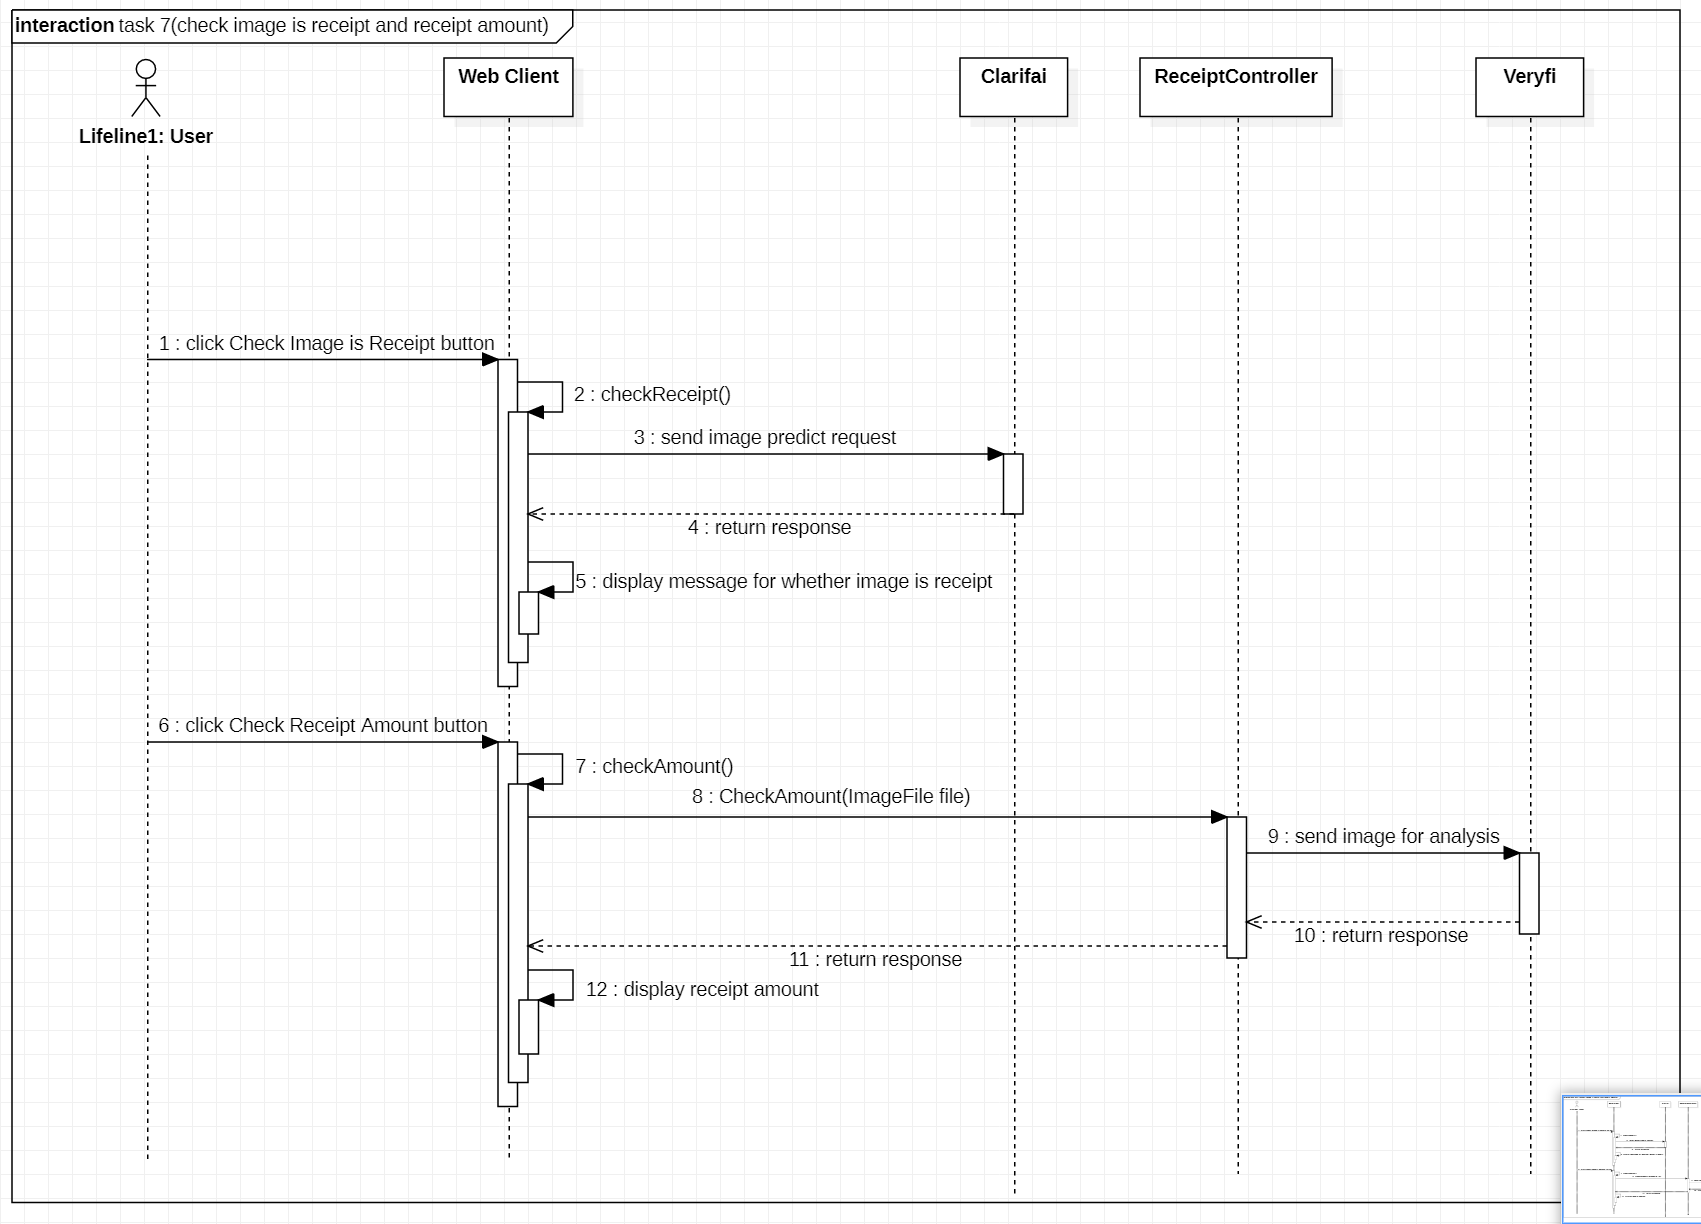 interaction task 7(check image is receipt and receipt amount)
Lifeline1: User
Web Client
Clarifai
ReceiptController
Veryfi
1 : click Check Image is Receipt button
2 : checkReceipt()
3 : send image predict request
4 : return response
5 : display message for whether image is receipt
6 : click Check Receipt Amount button
7 : checkAmount()
8 : CheckAmount(ImageFile file)
9 : send image for analysis
10 : return response
11 : return response
12 : display receipt amount